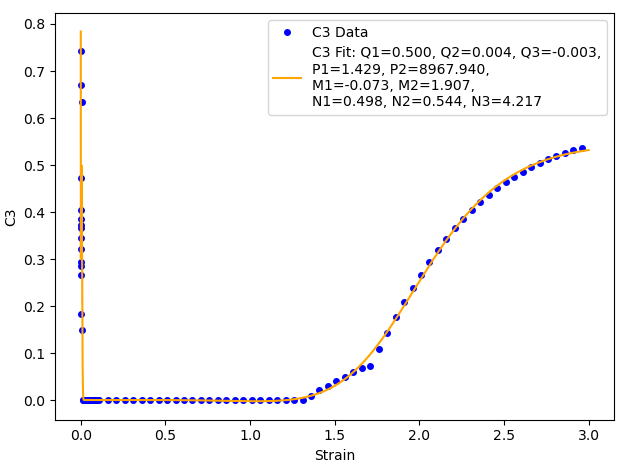 C3 Data
C3 Fit: Q1=0.500, Q2=0.004, Q3=-0.003,
P1=1.429, P2=8967.940,
M1=-0.073, M2=1.907,
N1=0.498, N2=0.544, N3=4.217
0.8
0.7
0.6
0.5
0.4
0.3
0.2
0.1
0.0
C3
0.0 0.5 1.0 1.5 2.0 2.5 3.0
Strain